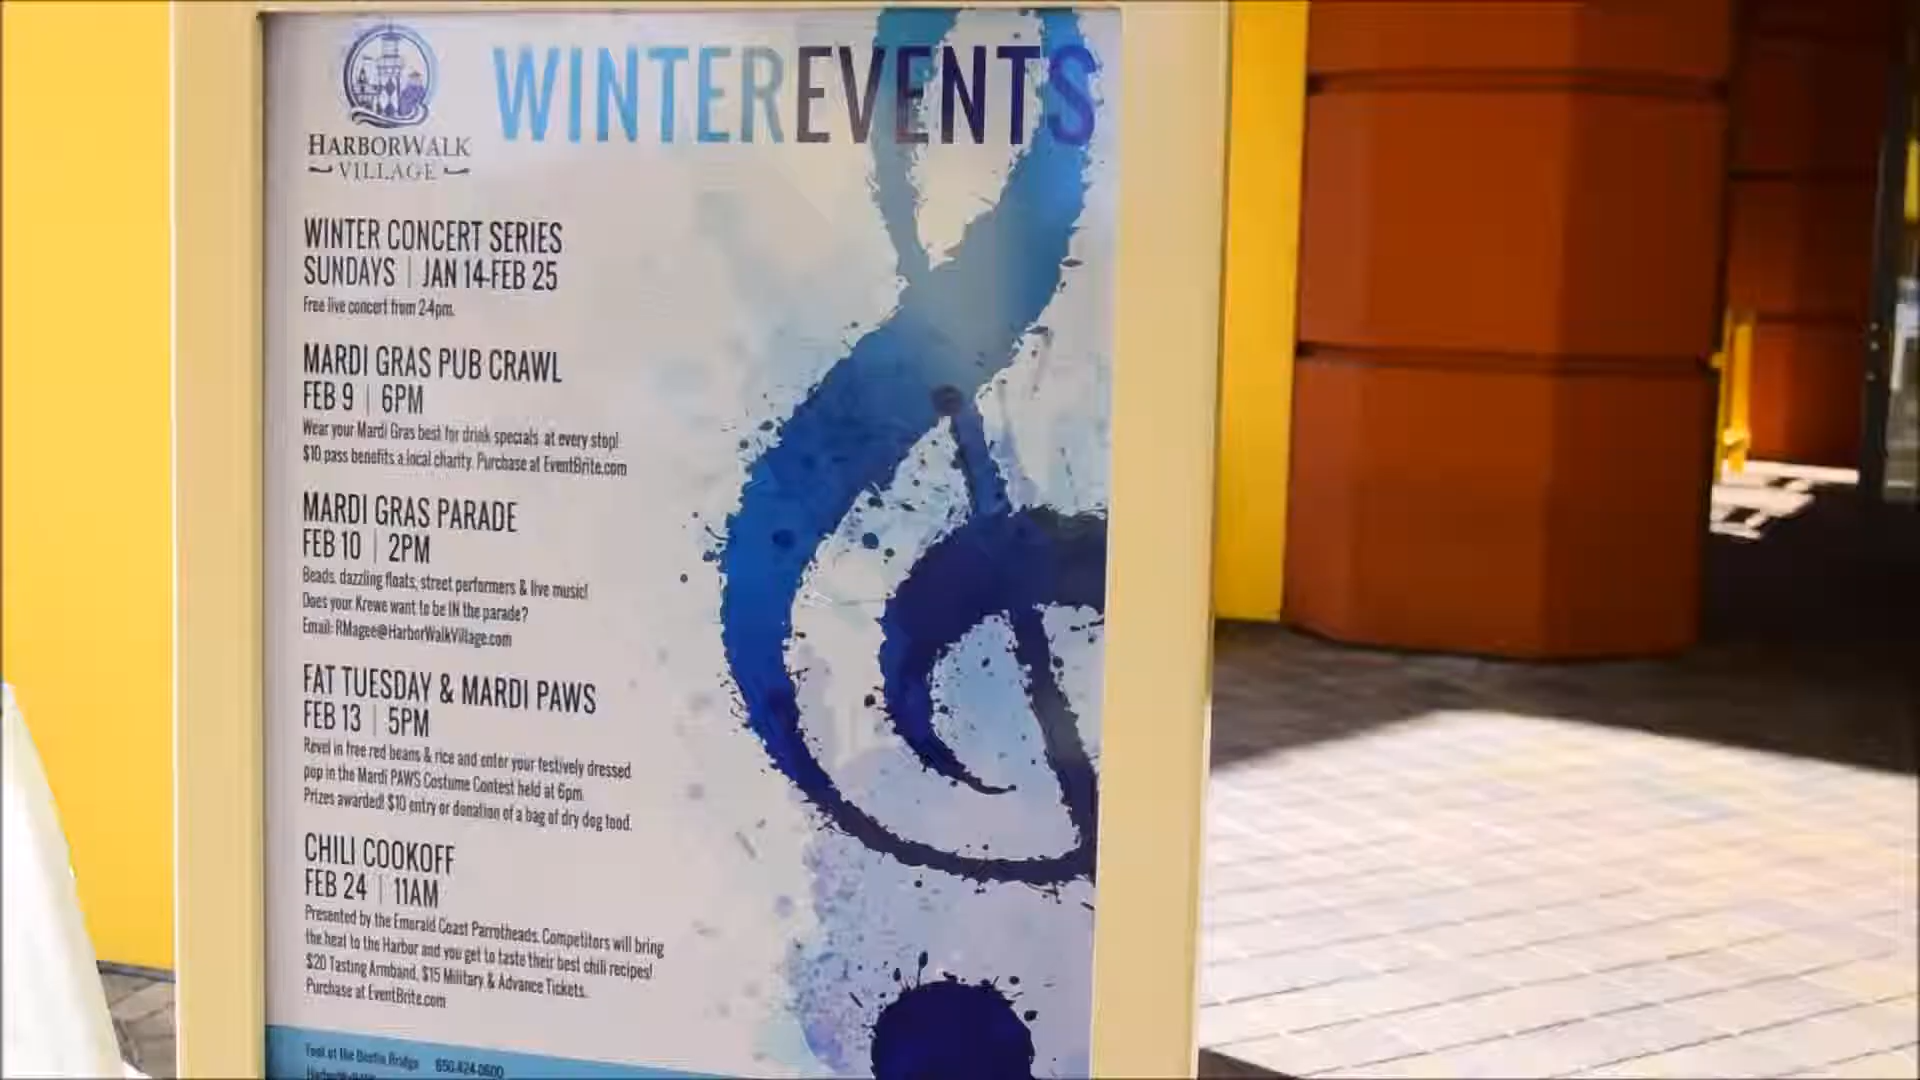 HARBORWALK
VILLAGE
WINTEREVENTS
WINTER CONCERT SERIES
SUNDAYS | JAN 14-FEB 25
Free live concert from 2-4pm.
MARDI GRAS PUB CRAWL
FEB 9 | 6PM
Wear your Mardi Gras best for drink specials at every stop!
$10 pass benefits a local charity. Purchase at EventBrite.com
MARDI GRAS PARADE
FEB 10 | 2PM
Beads, dazzling floats, street performers & live music!
Does your Krewe want to be IN the parade?
Email: RMagee@HarborWalkVillage.com
FAT TUESDAY & MARDI PAWS
FEB 13 | 5PM
Revel in free red beans & rice and enter your festively dressed
pop in the Mardi PAWS Costume Contest held at 6pm.
Prizes awarded! $10 entry or donation of a bag of dry dog food.
CHILI COOKOFF
FEB 24 | 11AM
Presented by the Emerald Coast Parrotheads. Competitors will bring
the heat to the Harbor and you get to taste their best chili recipes!
$20 Tasting Armband, $15 Military & Advance Tickets.
Purchase at EventBrite.com
Foot of the Destin Bridge 850.424.0600